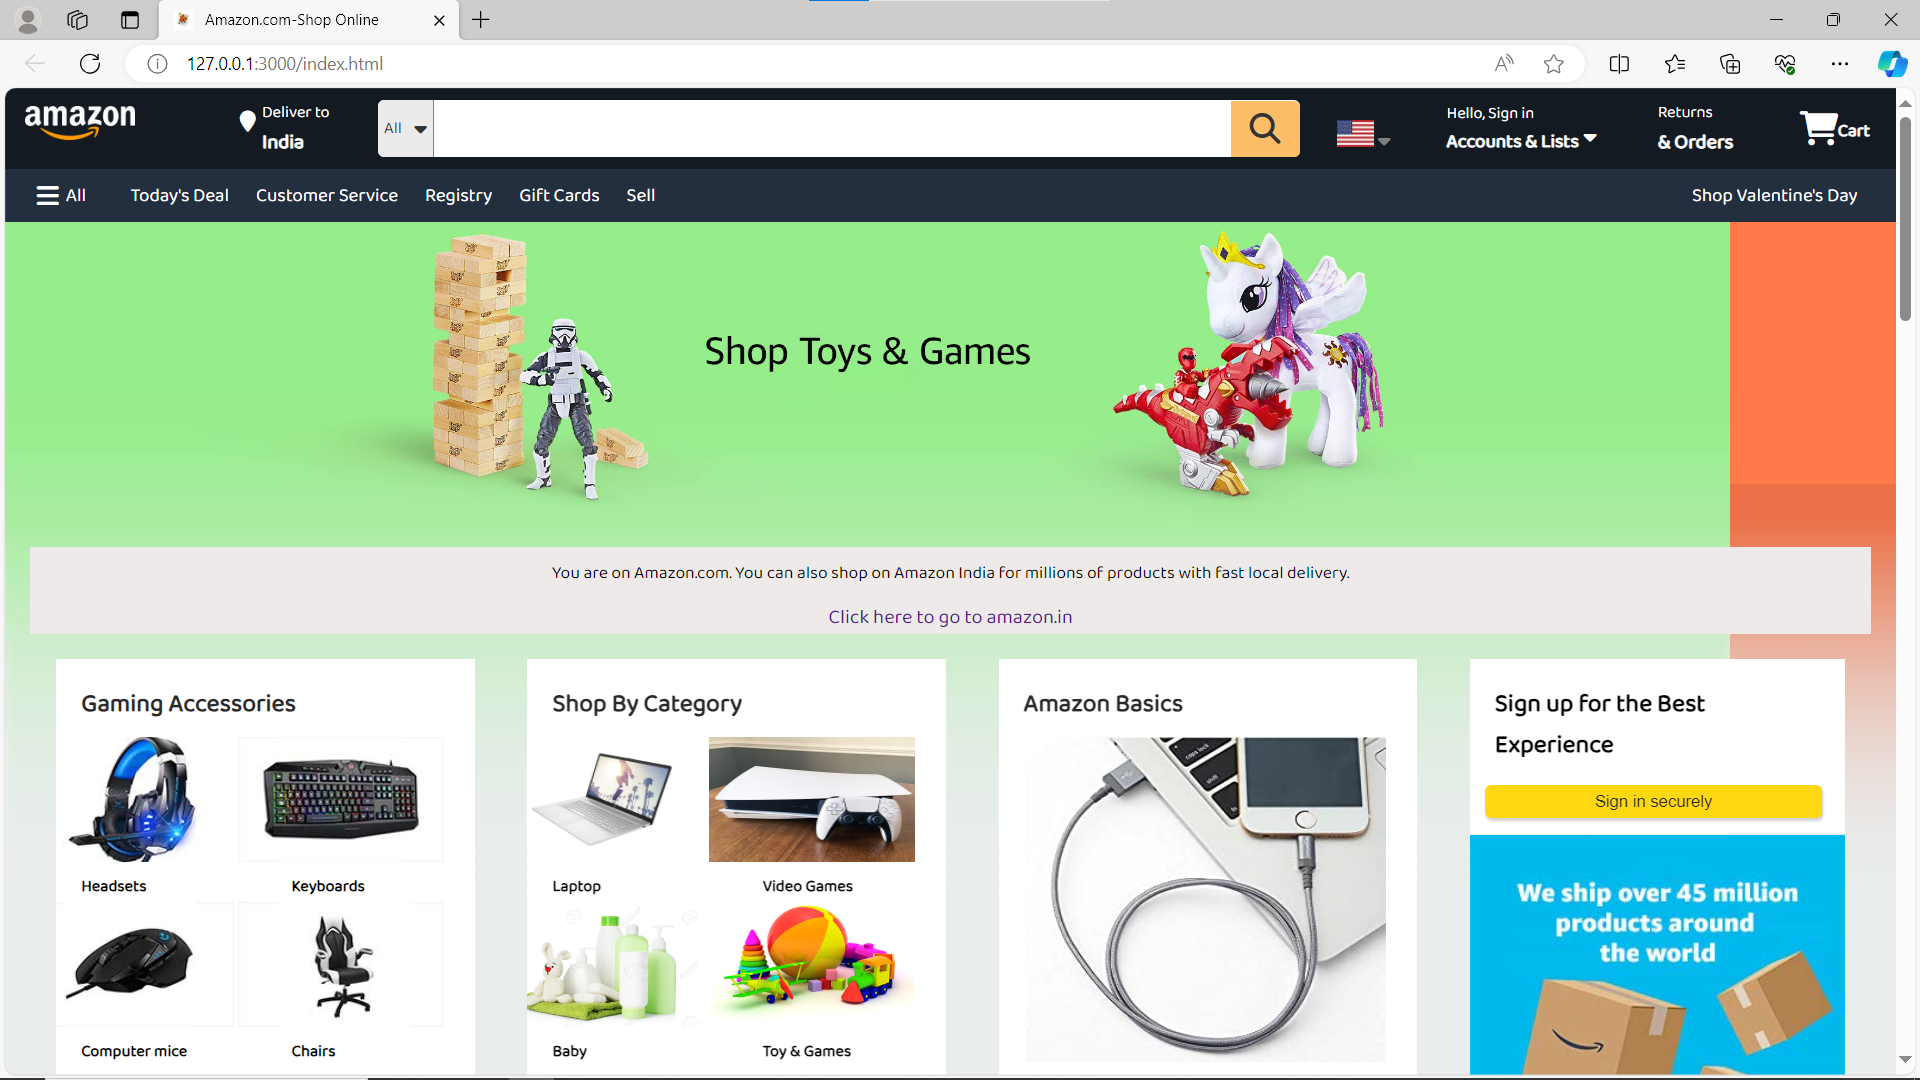 Amazon.com-Shop Online
127.0.0.1:3000/index.html
amazon
Deliver to
India
All
Hello, Sign in
Accounts & Lists
Returns
& Orders
Cart
All
Today's Deal
Customer Service
Registry
Gift Cards
Sell
Shop Valentine's Day
Shop Toys & Games
You are on Amazon.com. You can also shop on Amazon India for millions of products with fast local delivery.
Click here to go to amazon.in
Gaming Accessories
Headsets
Keyboards
Computer mice
Chairs
Shop By Category
Laptop
Video Games
Baby
Toy & Games
Amazon Basics
caps lock
shift
Sign up for the Best
Experience
Sign in securely
We ship over 45 million
products around
the world